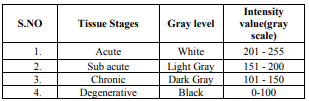 S.NO Tissue Stages Gray level Intensity value(gray scale)
1. Acute White 201 - 255
2. Sub acute Light Gray 151 - 200
3. Chronic Dark Gray 101 - 150
4. Degenerative Black 0-100